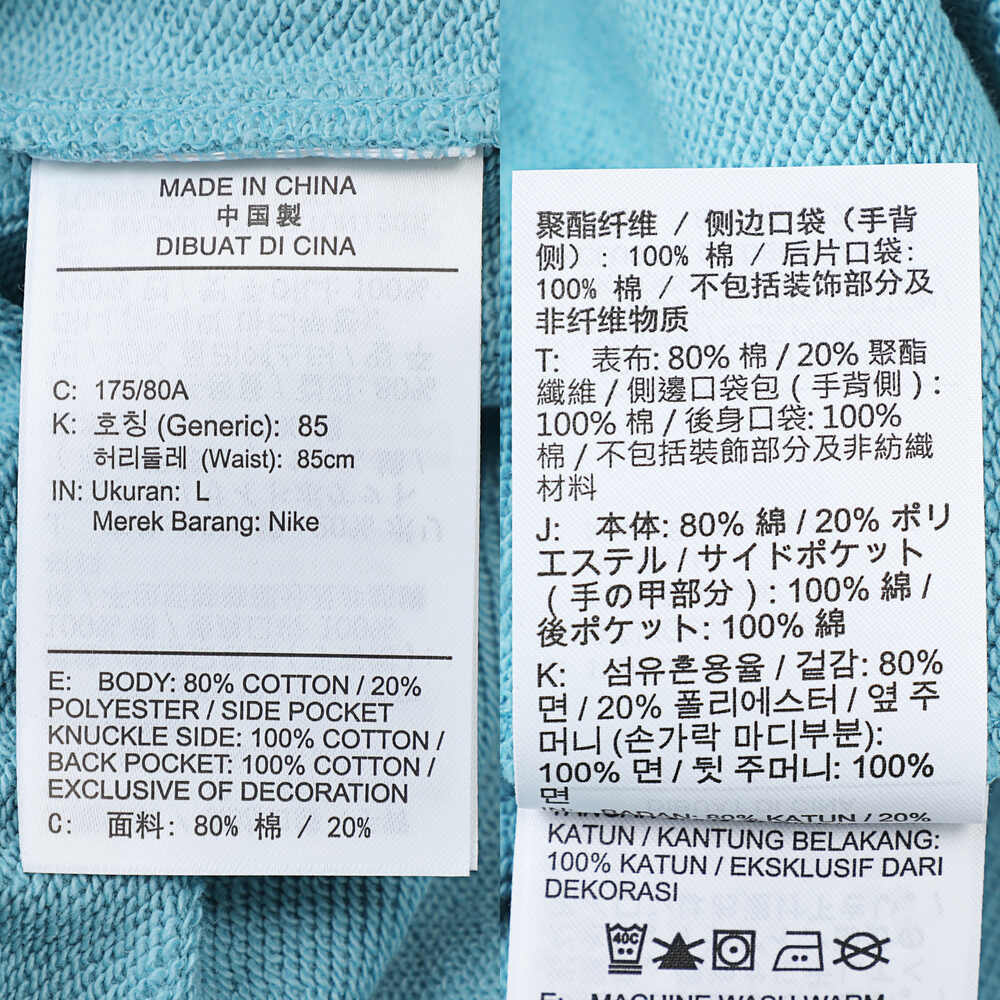 MADE IN CHINA
中国製
DIBUAT DI CINA
C: 175/80A
K: 호칭 (Generic): 85
허리둘레 (Waist): 85cm
IN: Ukuran: L
Merek Barang: Nike
E: BODY: 80% COTTON / 20%
POLYESTER / SIDE POCKET
KNUCKLE SIDE: 100% COTTON /
BACK POCKET: 100% COTTON /
EXCLUSIVE OF DECORATION
C: 面料: 80% 棉 / 20%
聚酯纤维 / 侧边口袋 (手背
侧) : 100% 棉 / 后片口袋:
100% 棉 / 不包括装饰部分及
非纤维物质
T: 表布: 80% 棉 / 20% 聚酯
纖維 / 側邊口袋包 ( 手背側 ) :
100% 棉 / 後身口袋: 100%
棉 / 不包括裝飾部分及非紡織
材料
J: 本体: 80% 綿 / 20% ポリ
エステル / サイドポケット
( 手の甲部分 ) : 100% 綿 /
後ポケット: 100% 綿
K: 섬유혼용율 / 겉감: 80%
면 / 20% 폴리에스터 / 옆 주
머니 (손가락 마디부분):
100% 면 / 뒷 주머니: 100%
면
BADAN: 80% KATUN / 20%
KATUN / KANTUNG BELAKANG:
100% KATUN / EKSKLUSIF DARI
DEKORASI
40C
E: MACHINE WASH WARM